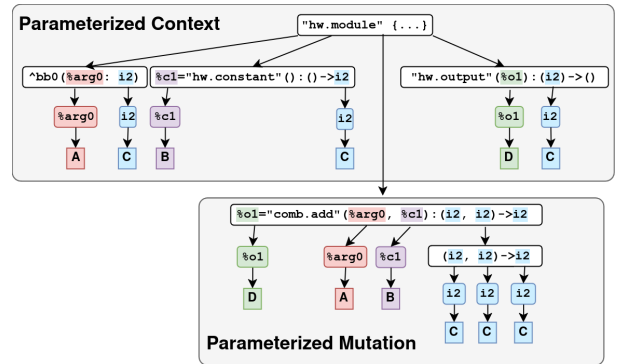 Parameterized Context
"hw.module" {...}
^bb0(%arg0: i2)
%c1="hw.constant"():()->i2
"hw.output"(%o1):(i2)->()
%arg0
i2
%c1
i2
%o1
i2
A
C
B
C
D
C
%o1="comb.add"(%arg0, %c1):(i2, i2)->i2
%o1
%arg0
%c1
(i2, i2)->i2
D
A
B
i2
i2
i2
C
C
C
Parameterized Mutation